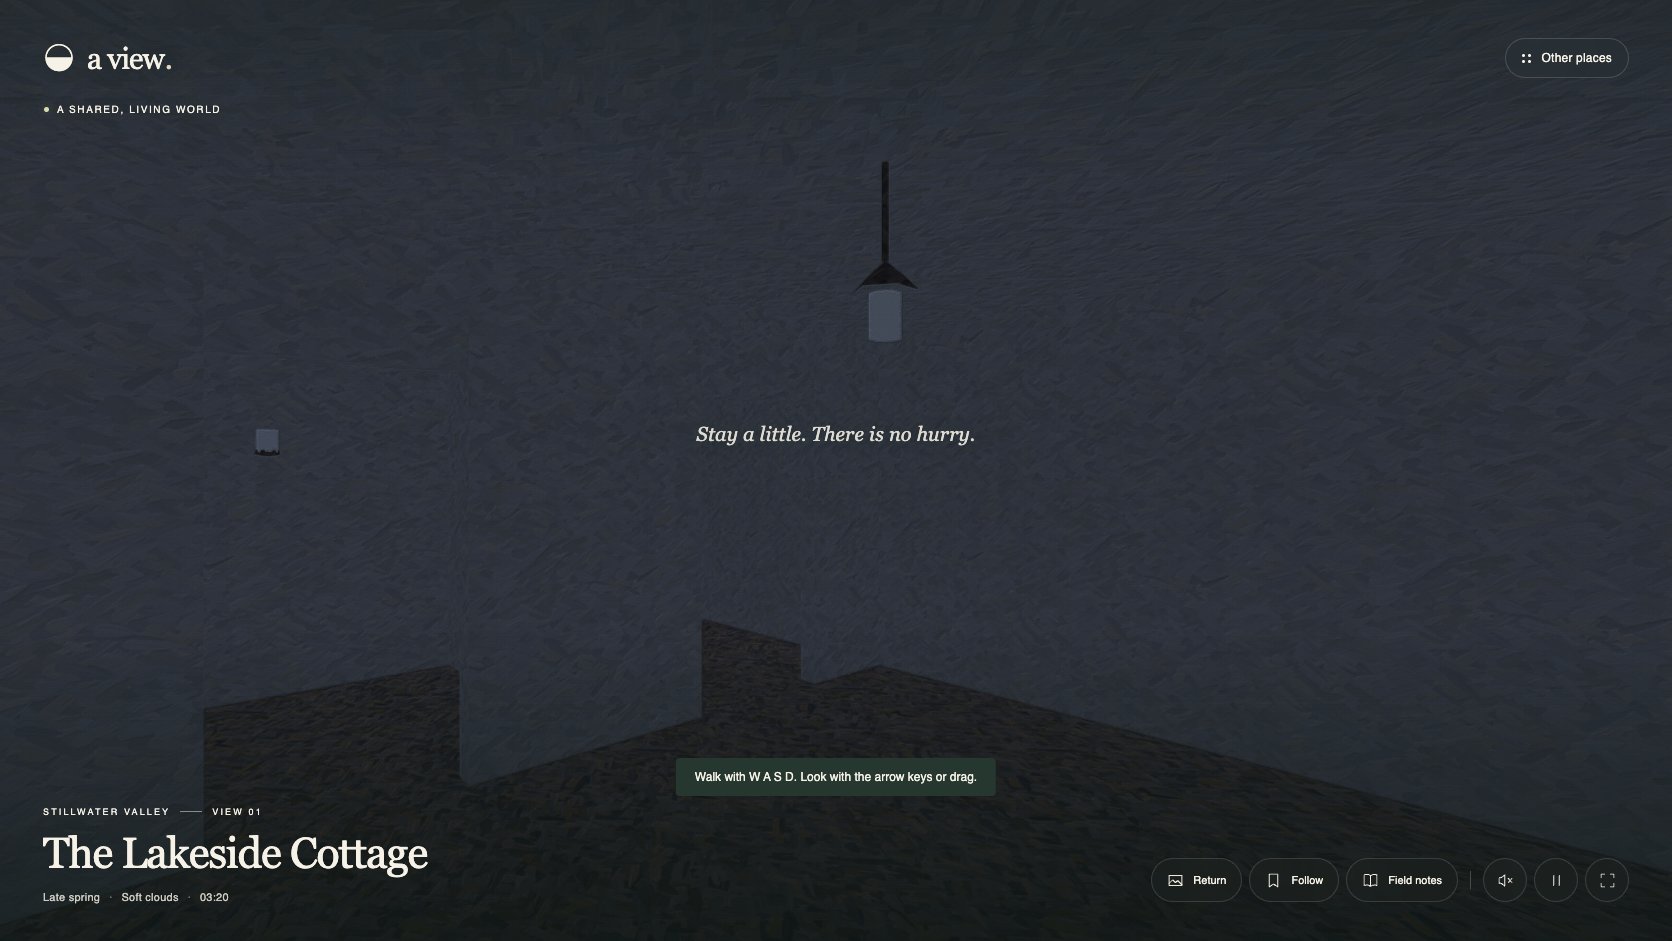 a view.
Other places
A SHARED, LIVING WORLD
Stay a little. There is no hurry.
Walk with W A S D. Look with the arrow keys or drag.
STILLWATER VALLEY — VIEW 01
The Lakeside Cottage
Late spring · Soft clouds · 03:20
Return
Follow
Field notes